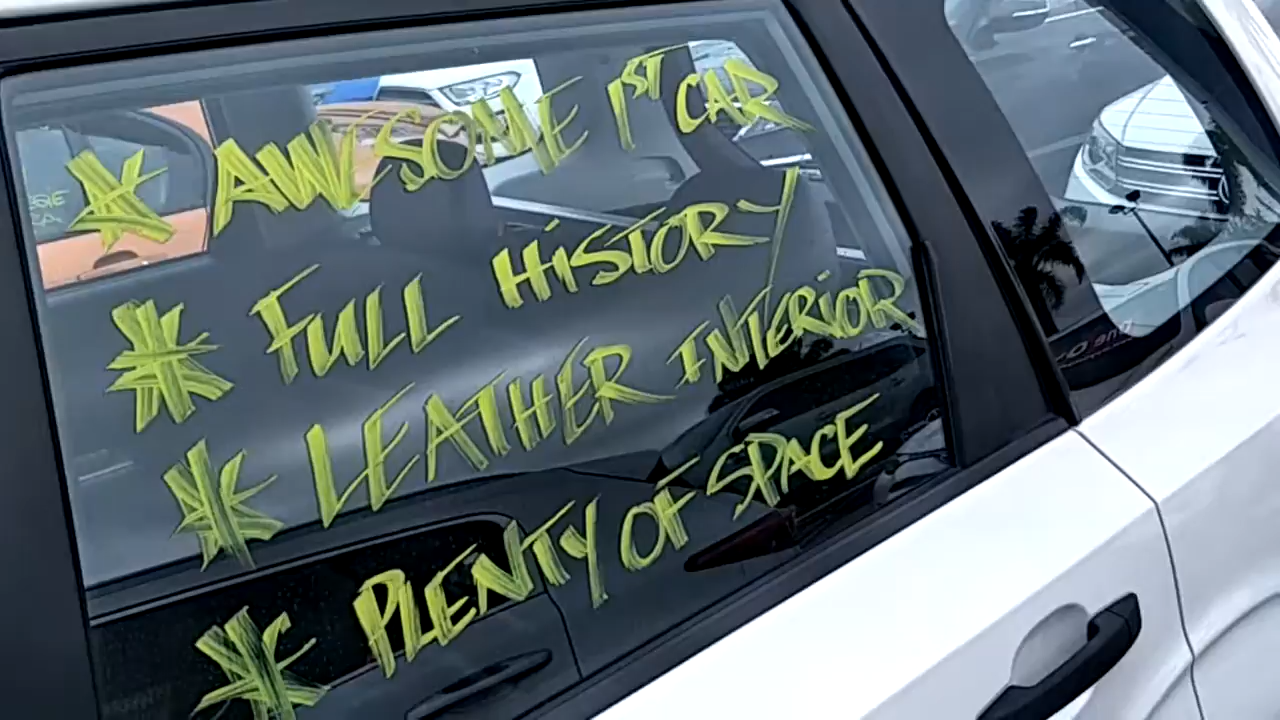 * AWSOME 1ST CAR
* FULL HISTORY
* LEATHER INTERIOR
* PLENTY OF SPACE